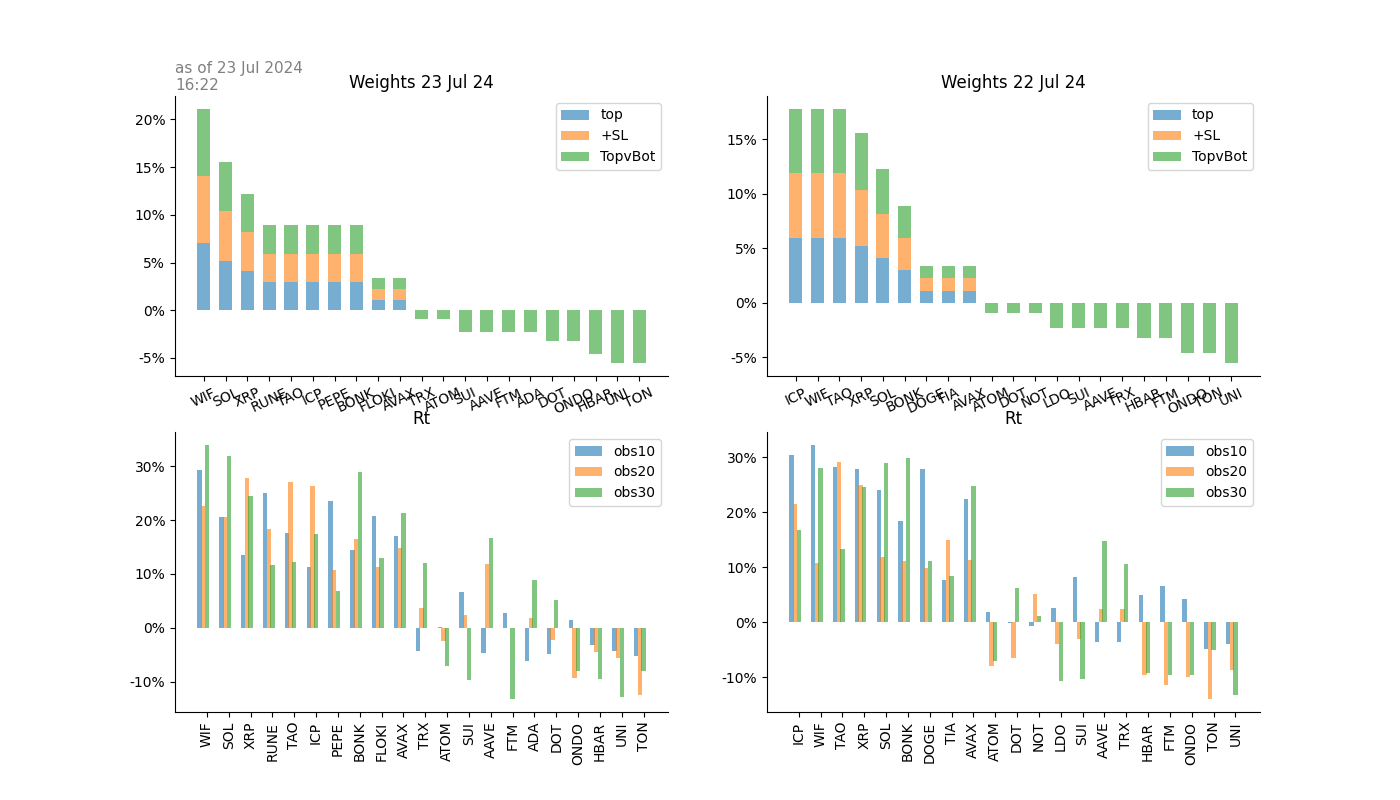 as of 23 Jul 2024
16:22
Weights 23 Jul 24
20%
15%
10%
5%
0%
-5%
top
+SL
TopvBot
WIF SOL XRP RUNE TAO ICP PEPE BONK FLOKI AVAX TRX ATOM SUI AAVE FTM ADA DOT ONDO HBAR UNI TON
Weights 22 Jul 24
15%
10%
5%
0%
-5%
top
+SL
TopvBot
ICP WIF TAO XRP SOL BONK DOGE TIA AVAX ATOM DOT NOT LDO SUI AAVE TRX HBAR FTM ONDO TON UNI
Rt
30%
20%
10%
0%
-10%
obs10
obs20
obs30
WIF SOL XRP RUNE TAO ICP PEPE BONK FLOKI AVAX TRX ATOM SUI AAVE FTM ADA DOT ONDO HBAR UNI TON
Rt
30%
20%
10%
0%
-10%
obs10
obs20
obs30
ICP WIF TAO XRP SOL BONK DOGE TIA AVAX ATOM DOT NOT LDO SUI AAVE TRX HBAR FTM ONDO TON UNI